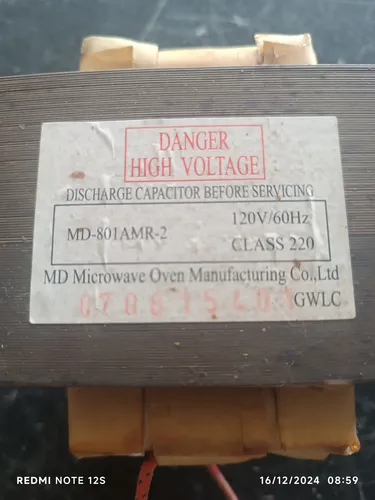 DANGER
HIGH VOLTAGE
DISCHARGE CAPACITOR BEFORE SERVICING
MD-801AMR-2
120V/60Hz
CLASS 220
MD Microwave Oven Manufacturing Co.,Ltd
GWLC
REDMI NOTE 12S
16/12/2024 08:59